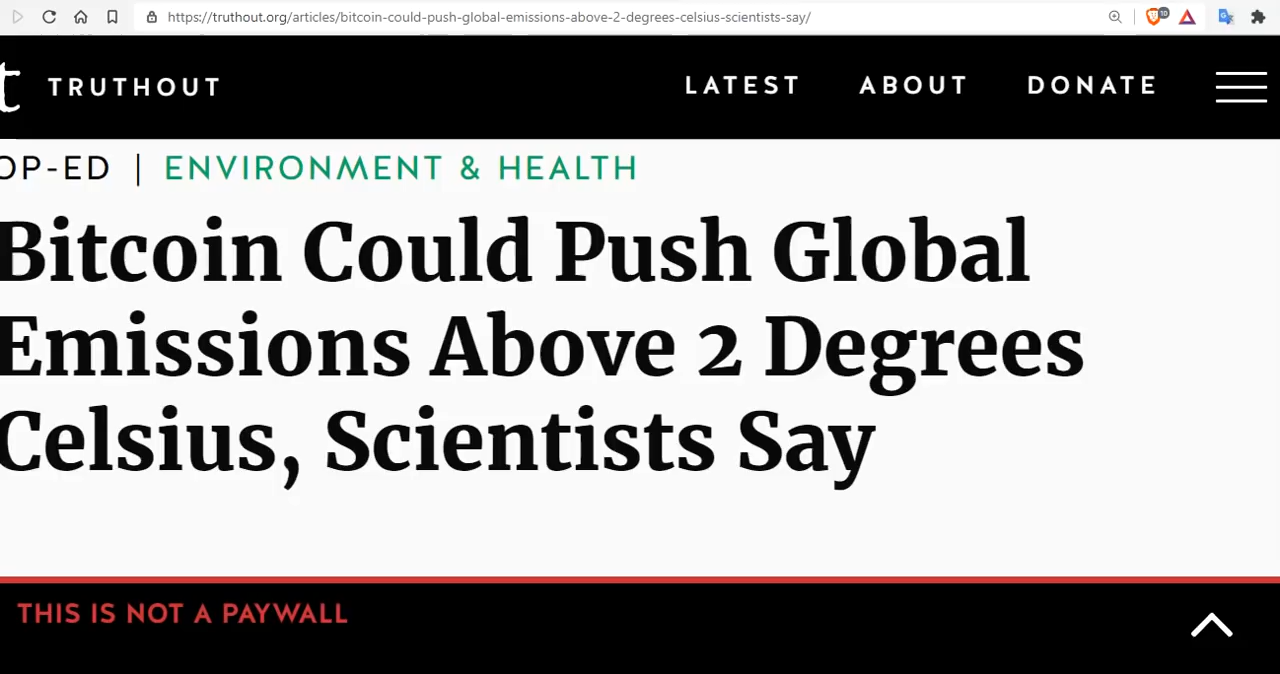 https://truthout.org/articles/bitcoin-could-push-global-emissions-above-2-degrees-celsius-scientists-say/
t TRUTHOUT LATEST ABOUT DONATE
OP-ED | ENVIRONMENT & HEALTH
Bitcoin Could Push Global
Emissions Above 2 Degrees
Celsius, Scientists Say
THIS IS NOT A PAYWALL